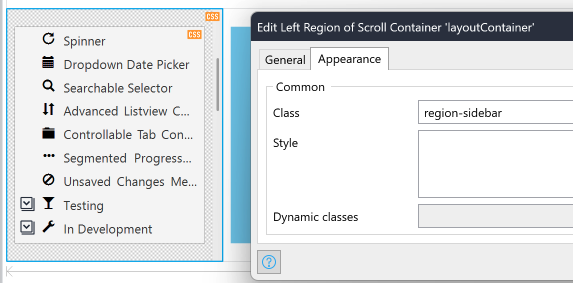 CSS
CSS
Spinner
Dropdown Date Picker
Searchable Selector
Advanced Listview C...
Controllable Tab Con...
Segmented Progress...
Unsaved Changes Me...
Testing
In Development
Edit Left Region of Scroll Container 'layoutContainer'
General
Appearance
Common
Class
region-sidebar
Style
Dynamic classes
?